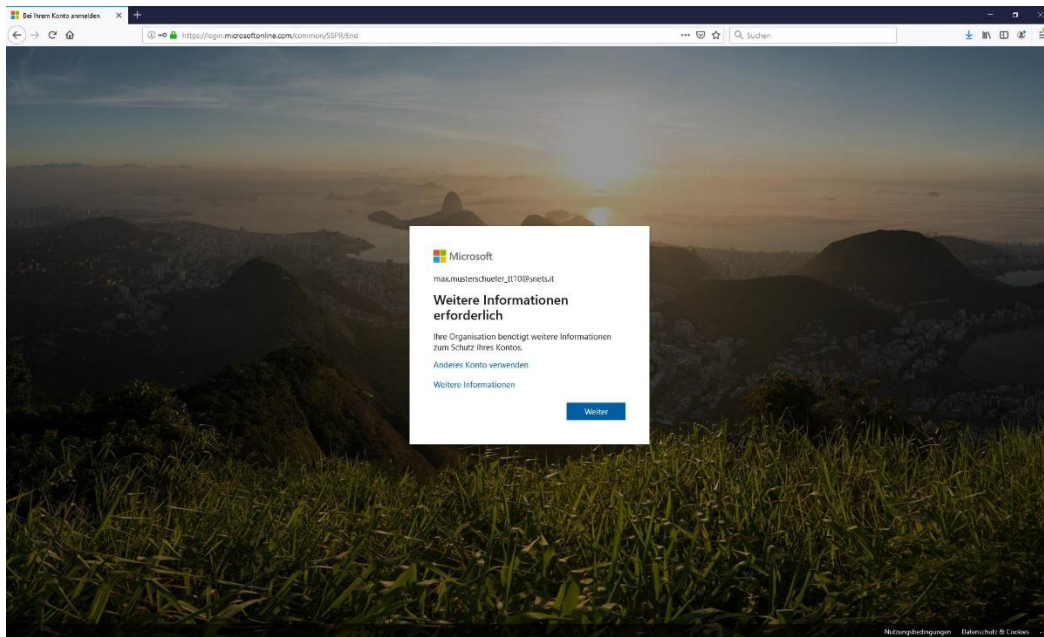 Bei Ihrem Konto anmelden
https://login.microsoftonline.com/common/SSPR/End
Suchen
Microsoft
max.musterschueler_tt10@snets.it
Weitere Informationen
erforderlich
Ihre Organisation benötigt weitere Informationen
zum Schutz Ihres Kontos.
Anderes Konto verwenden
Weitere Informationen
Weiter
Nutzungsbedingungen Datenschutz & Cookies